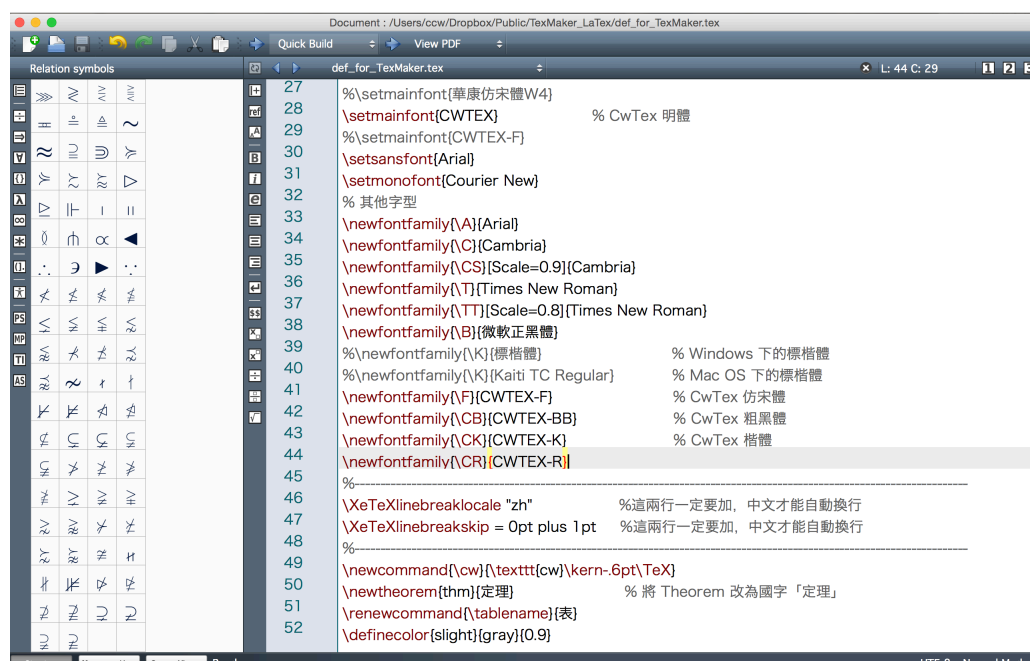 Document : /Users/ccw/Dropbox/Public/TexMaker_LaTex/def_for_TexMaker.tex
Quick Build View PDF
Relation symbols def_for_TexMaker.tex L: 44 C: 29 1 2
27 %\setmainfont{華康仿宋體W4}
28 \setmainfont{CWTEX} % CwTex 明體
29 %\setmainfont{CWTEX-F}
30 \setsansfont{Arial}
31 \setmonofont{Courier New}
32 % 其他字型
33 \newfontfamily{\A}{Arial}
34 \newfontfamily{\C}{Cambria}
35 \newfontfamily{\CS}[Scale=0.9]{Cambria}
36 \newfontfamily{\T}{Times New Roman}
37 \newfontfamily{\TT}[Scale=0.8]{Times New Roman}
38 \newfontfamily{\B}{微軟正黑體}
39 %\newfontfamily{\K}{標楷體} % Windows 下的標楷體
40 %\newfontfamily{\K}{Kaiti TC Regular} % Mac OS 下的標楷體
41 \newfontfamily{\F}{CWTEX-F} % CwTex 仿宋體
42 \newfontfamily{\CB}{CWTEX-BB} % CwTex 粗黑體
43 \newfontfamily{\CK}{CWTEX-K} % CwTex 楷體
44 \newfontfamily{\CR}{CWTEX-R}
45 %------------------------------------------------------------
46 \XeTeXlinebreaklocale "zh" %這兩行一定要加，中文才能自動換行
47 \XeTeXlinebreakskip = 0pt plus 1pt %這兩行一定要加，中文才能自動換行
48 %------------------------------------------------------------
49 \newcommand{\cw}{\texttt{cw}\kern-.6pt\TeX}
50 \newtheorem{thm}{定理} % 將 Theorem 改為國字「定理」
51 \renewcommand{\tablename}{表}
52 \definecolor{slight}{gray}{0.9}